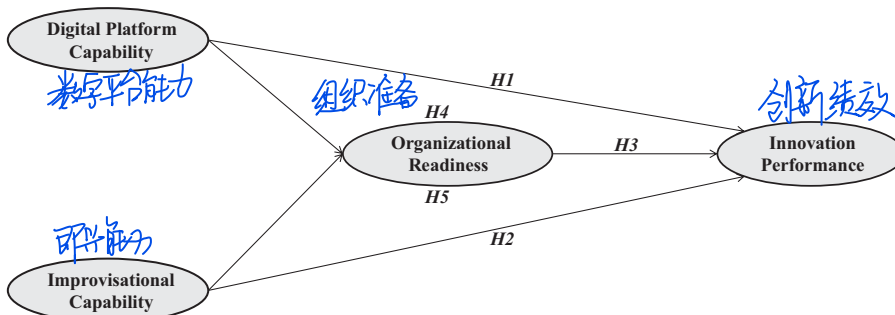 Digital Platform
Capability
数字平台能力
组织准备
H1
创新绩效
H4
Organizational
Readiness
H3
Innovation
Performance
H5
即兴能力
H2
Improvisational
Capability